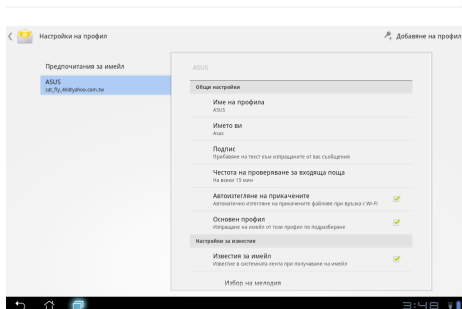 Настройки на профил
Добавяне на профил
Предпочитания за имейл
ASUS
cat_fly_46@yahoo.com.tw
ASUS
Общи настройки
Име на профила
ASUS
Името ви
Asus
Подпис
Прибавяне на текст към изпращаните от вас съобщения
Честота на проверяване за входяща поща
На всеки 15 мин
Автоизтегляне на прикачените
Автоматично изтегляне на прикачените файлове при връзка с Wi-Fi
Основен профил
Изпращане на имейл от този профил по подразбиране
Настройки за известия
Известия за имейл
Известие в системната лента при получаване на имейл
Избор на мелодия
3:48